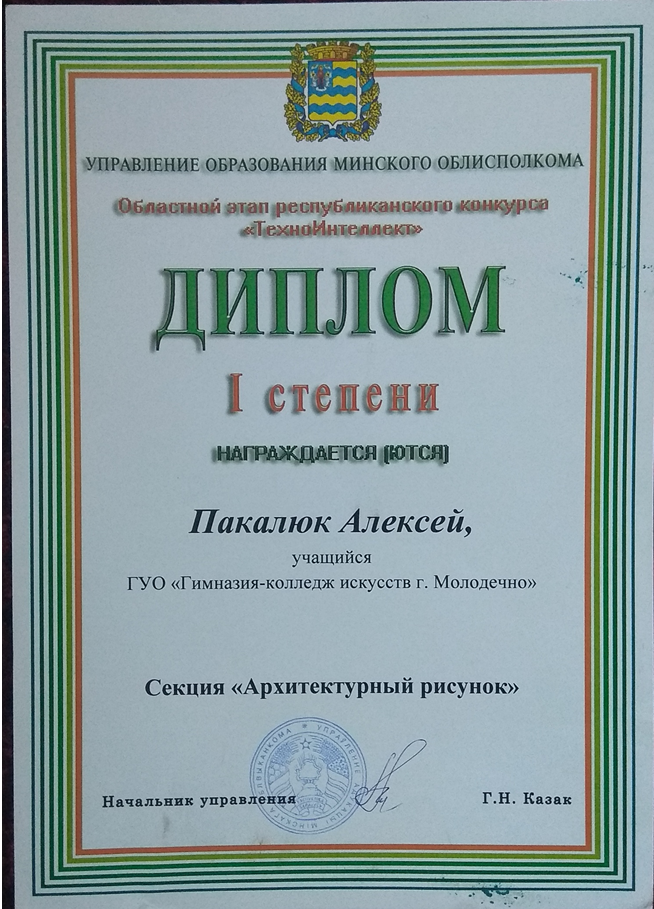 УПРАВЛЕНИЕ ОБРАЗОВАНИЯ МИНСКОГО ОБЛИСПОЛКОМА
Областной этап республиканского конкурса
«ТехноИнтеллект»
ДИПЛОМ
I степени
НАГРАЖДАЕТСЯ (ЮТСЯ)
Пакалюк Алексей,
учащийся
ГУО «Гимназия-колледж искусств г. Молодечно»
Секция «Архитектурный рисунок»
Начальник управления
Г.Н. Казак